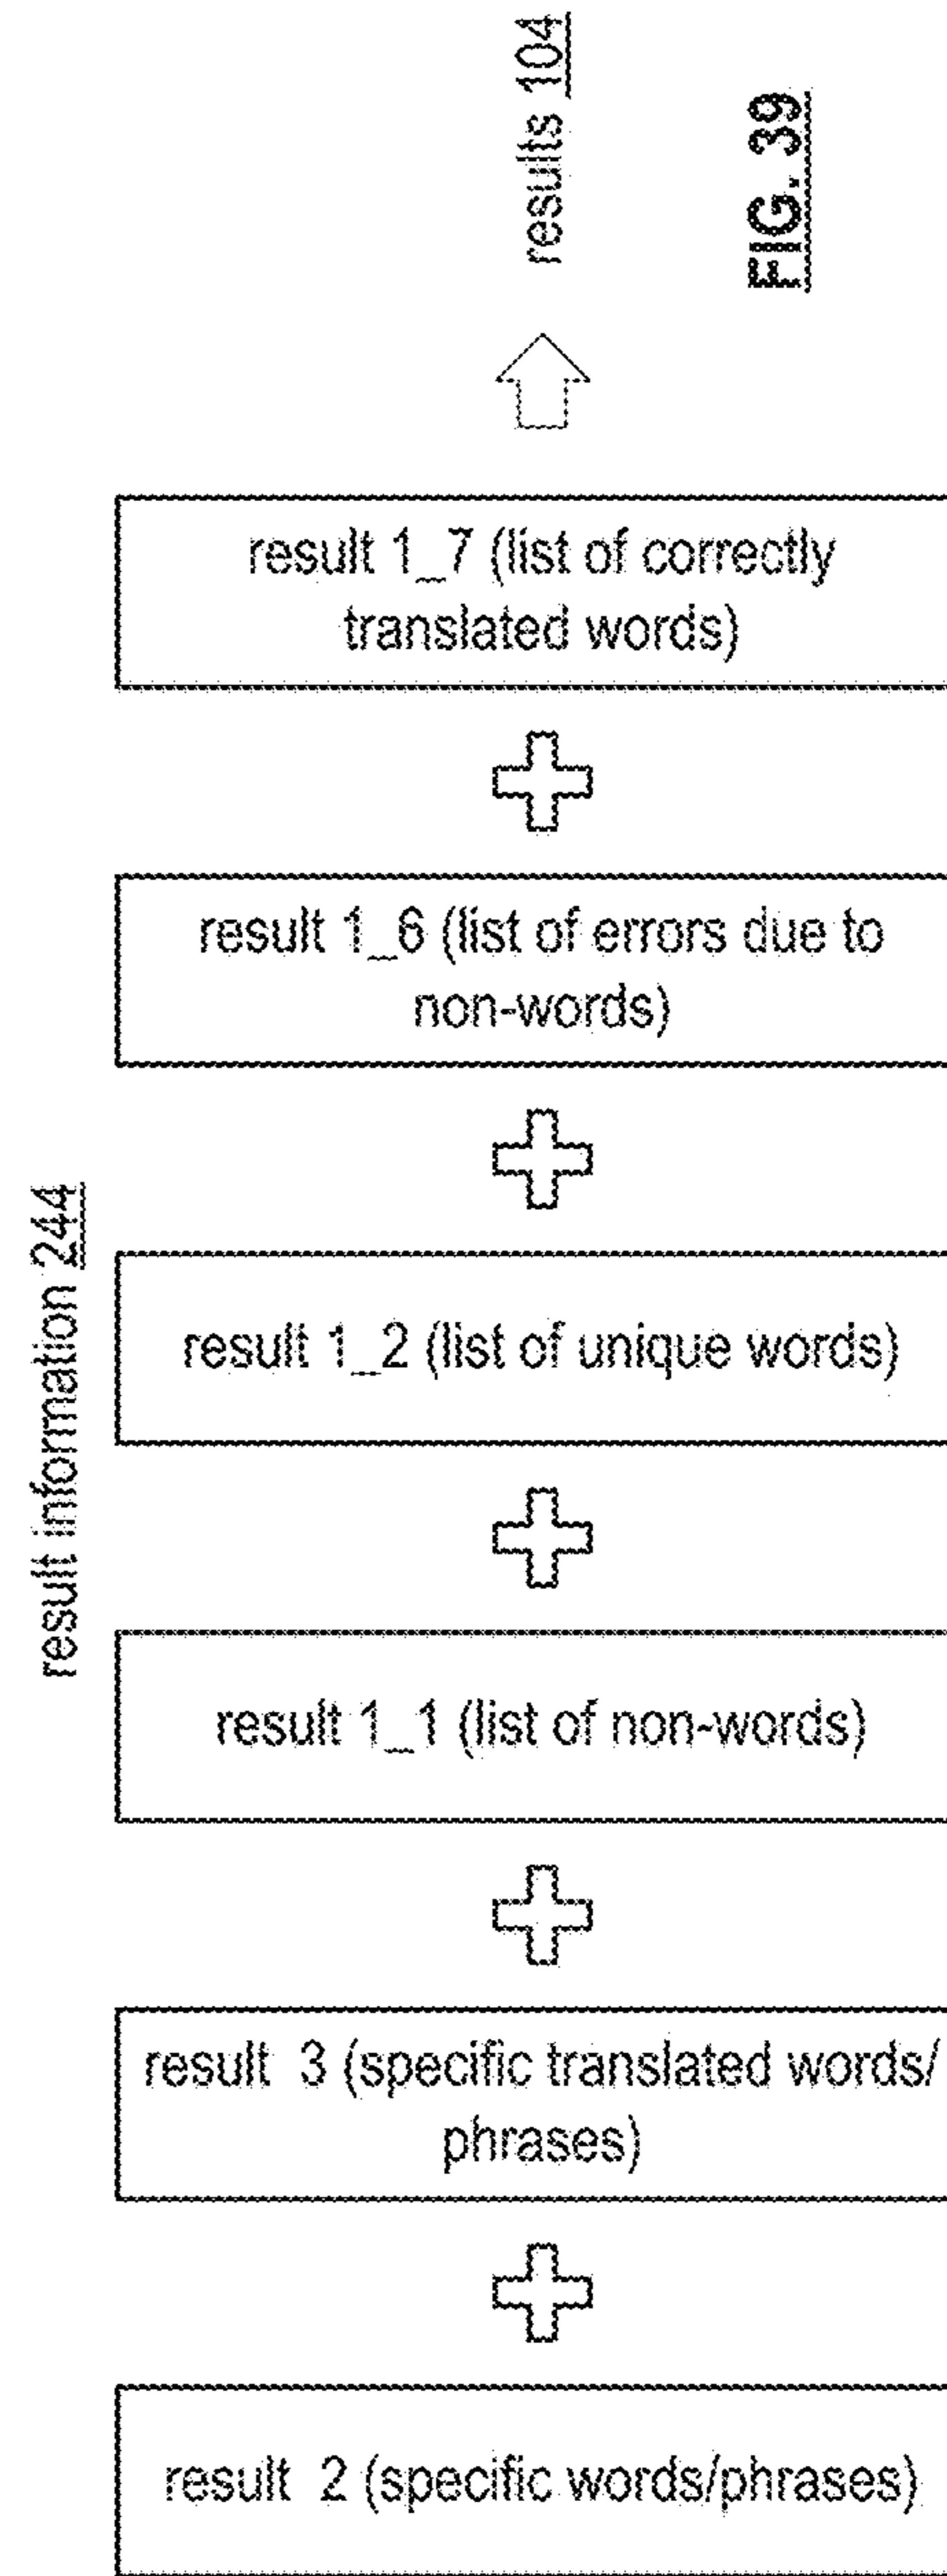 results 104
FIG. 39
result 1_7 (list of correctly
translated words)
result 1_6 (list of errors due to
non-words)
result information 244
result 1_2 (list of unique words)
result 1_1 (list of non-words)
result 3 (specific translated words/
phrases)
result 2 (specific words/phrases)